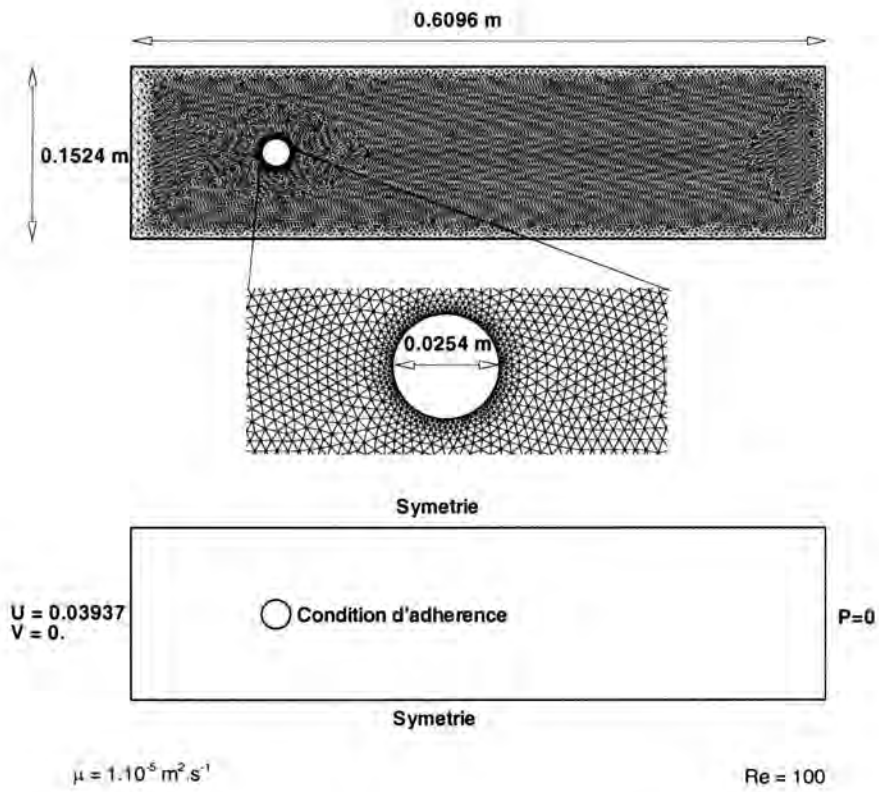 0.6096 m
0.1524 m
0.0254 m
Symetrie
U = 0.03937
V = 0.
Condition d'adherence
P=0
Symetrie
μ = 1.10⁻⁵ m².s⁻¹
Re = 100